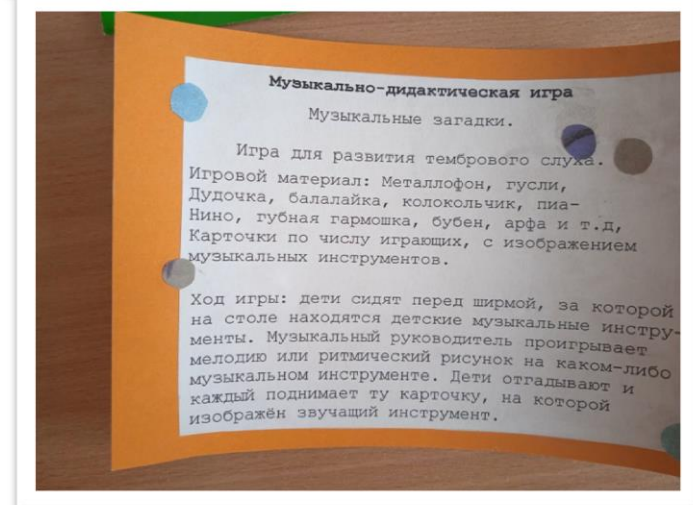 Музыкально-дидактическая игра
Музыкальные загадки.
Игра для развития тембрового слуха.
Игровой материал: Металлофон, гусли,
Дудочка, балалайка, колокольчик, пиа-
Нино, губная гармошка, бубен, арфа и т.д,
Карточки по числу играющих, с изображением
музыкальных инструментов.
Ход игры: дети сидят перед ширмой, за которой
на столе находятся детские музыкальные инстру-
менты. Музыкальный руководитель проигрывает
мелодию или ритмический рисунок на каком-либо
музыкальном инструменте. Дети отгадывают и
каждый поднимает ту карточку, на которой
изображён звучащий инструмент.